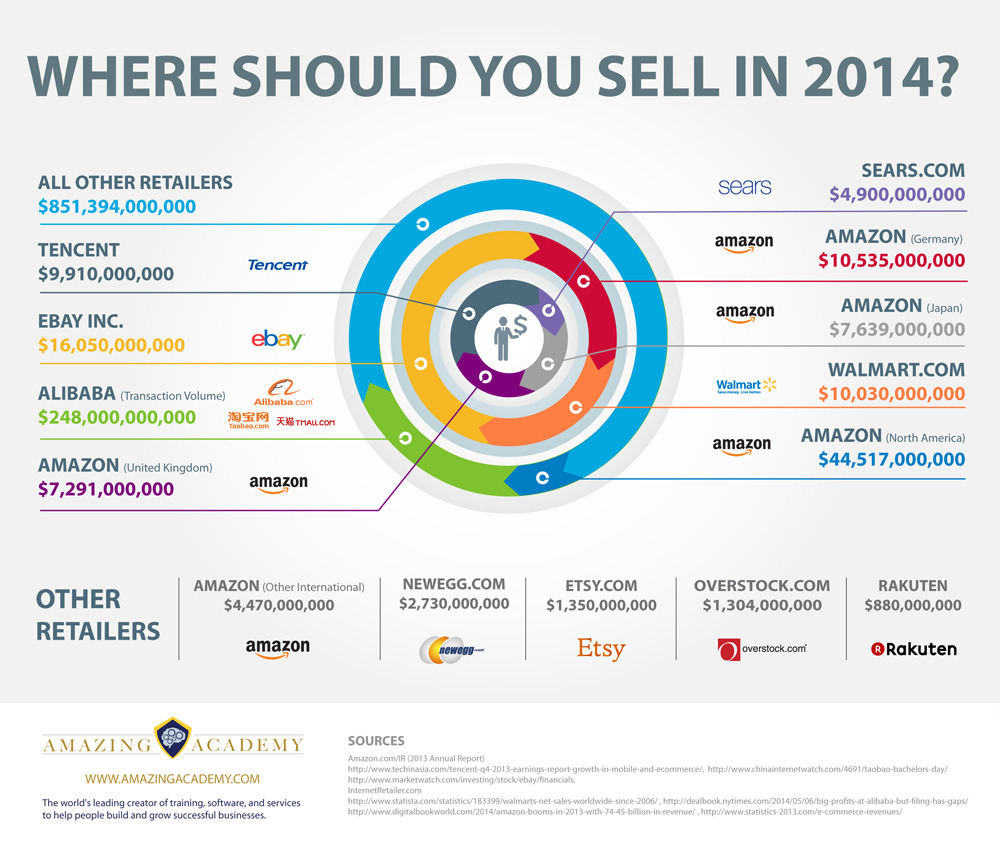 WHERE SHOULD YOU SELL IN 2014?
ALL OTHER RETAILERS
$851,394,000,000
TENCENT
$9,910,000,000
Tencent
EBAY INC.
$16,050,000,000
ebay
ALIBABA (Transaction Volume)
$248,000,000,000
Alibaba.com
淘宝网
Taobao.com
天猫 TMALL.COM
AMAZON (United Kingdom)
$7,291,000,000
amazon
$
sears
SEARS.COM
$4,900,000,000
amazon
AMAZON (Germany)
$10,535,000,000
amazon
AMAZON (Japan)
$7,639,000,000
Walmart
Save money. Live better.
WALMART.COM
$10,030,000,000
amazon
AMAZON (North America)
$44,517,000,000
OTHER
RETAILERS
AMAZON (Other International)
$4,470,000,000
amazon
NEWEGG.COM
$2,730,000,000
newegg.com
ETSY.COM
$1,350,000,000
Etsy
OVERSTOCK.COM
$1,304,000,000
overstock.com
RAKUTEN
$880,000,000
R Rakuten
AMAZING ACADEMY
WWW.AMAZINGACADEMY.COM
The world's leading creator of training, software, and services
to help people build and grow successful businesses.
SOURCES
Amazon.com/IR (2013 Annual Report)
http://www.techinasia.com/tencent-q4-2013-earnings-report-growth-in-mobile-and-ecommerce/, http://www.chinainternetwatch.com/4691/taobao-bachelors-day/
http://www.marketwatch.com/investing/stock/ebay/financials,
InternetRetailer.com
http://www.statista.com/statistics/183399/walmarts-net-sales-worldwide-since-2006/ , http://dealbook.nytimes.com/2014/05/06/big-profits-at-alibaba-but-filing-has-gaps/
http://www.digitalbookworld.com/2014/amazon-booms-in-2013-with-74-45-billion-in-revenue/ , http://www.statistics-2013.com/e-commerce-revenues/